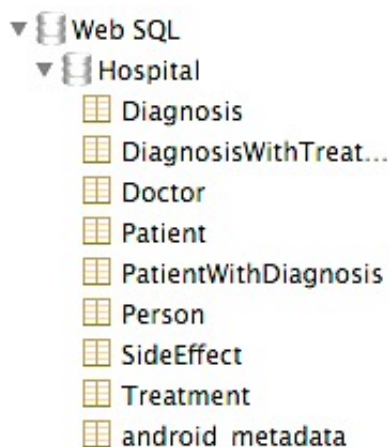 Web SQL
Hospital
Diagnosis
DiagnosisWithTreat...
Doctor
Patient
PatientWithDiagnosis
Person
SideEffect
Treatment
android_metadata